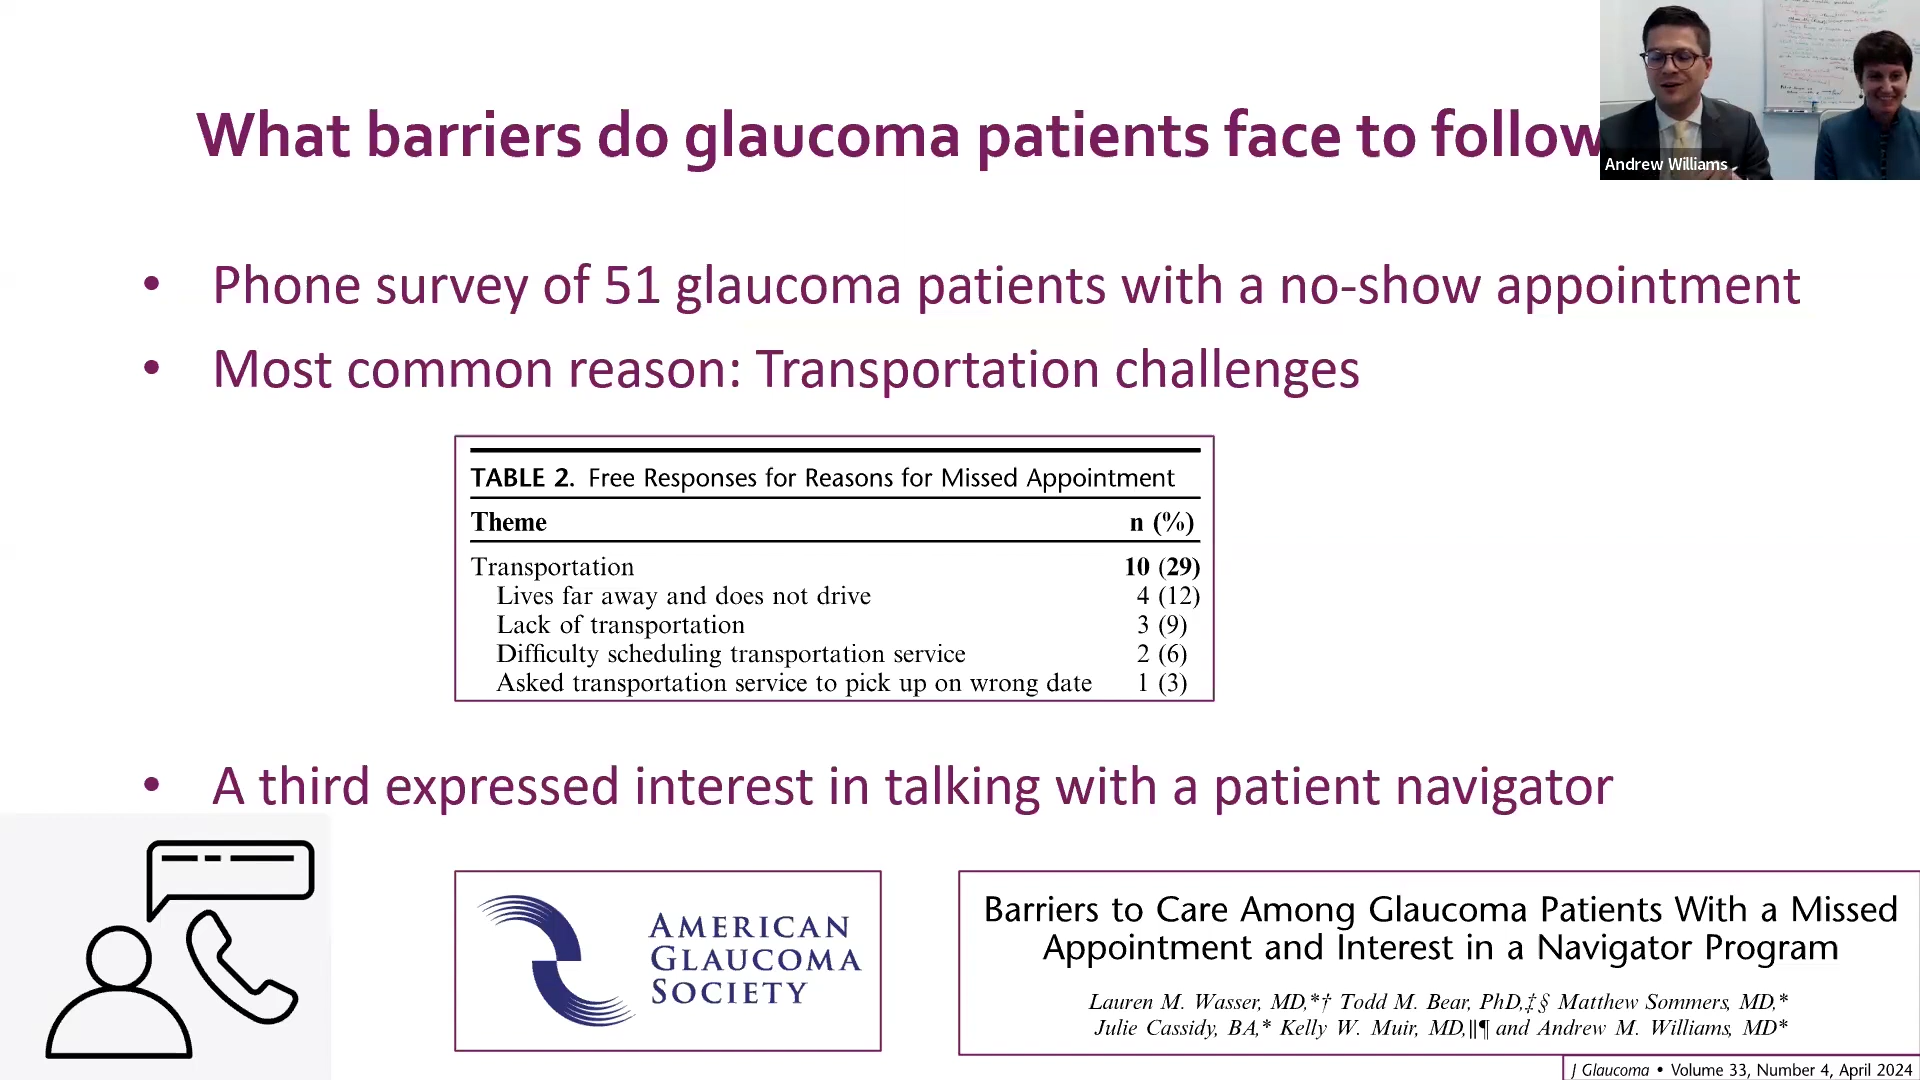 What barriers do glaucoma patients face to follow
Andrew Williams
• Phone survey of 51 glaucoma patients with a no-show appointment
• Most common reason: Transportation challenges
TABLE 2. Free Responses for Reasons for Missed Appointment
Theme n (%)
Transportation 10 (29)
Lives far away and does not drive 4 (12)
Lack of transportation 3 (9)
Difficulty scheduling transportation service 2 (6)
Asked transportation service to pick up on wrong date 1 (3)
• A third expressed interest in talking with a patient navigator
AMERICAN
GLAUCOMA
SOCIETY
Barriers to Care Among Glaucoma Patients With a Missed
Appointment and Interest in a Navigator Program
Lauren M. Wasser, MD,*† Todd M. Bear, PhD,‡§ Matthew Sommers, MD,*
Julie Cassidy, BA,* Kelly W. Muir, MD,∥¶ and Andrew M. Williams, MD*
J Glaucoma • Volume 33, Number 4, April 2024